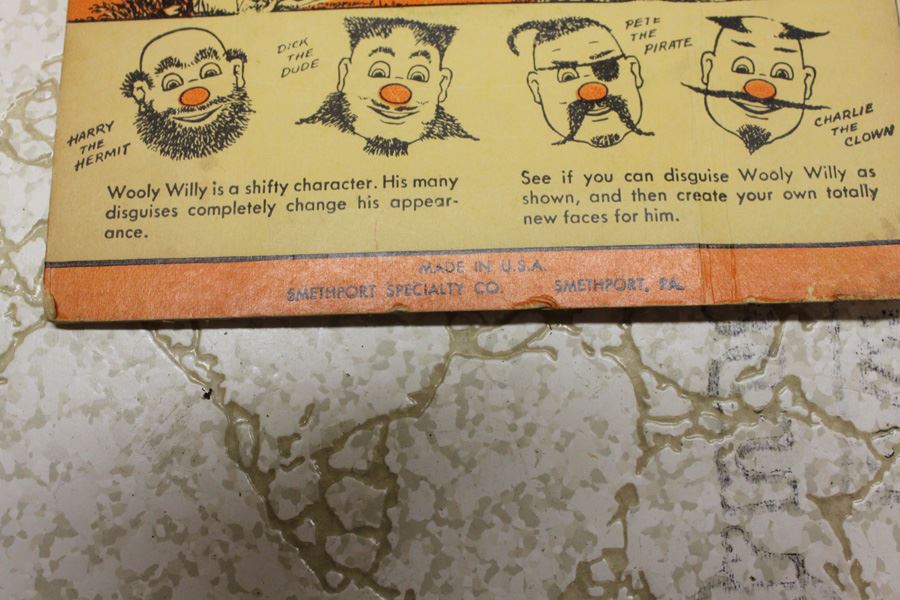 HARRY
THE
HERMIT
DICK
THE
DUDE
PETE
THE
PIRATE
CHARLIE
THE
CLOWN
Wooly Willy is a shifty character. His many
disguises completely change his appear-
ance.
See if you can disguise Wooly Willy as
shown, and then create your own totally
new faces for him.
MADE IN U.S.A.
SMETHPORT SPECIALTY CO. SMETHPORT, PA.